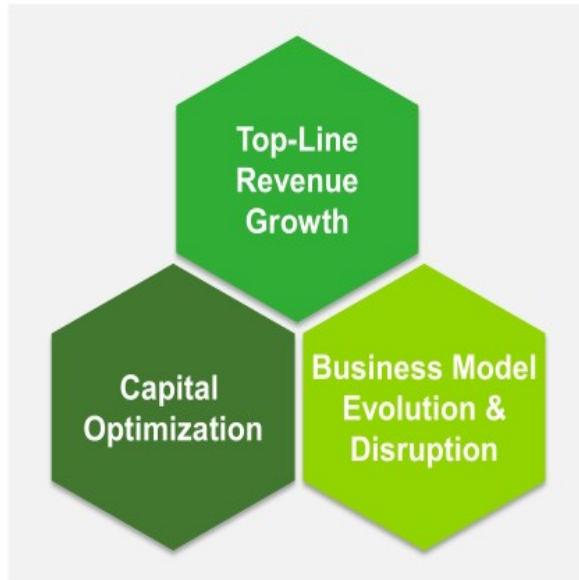 Top-Line
Revenue
Growth
Capital
Optimization
Business Model
Evolution &
Disruption